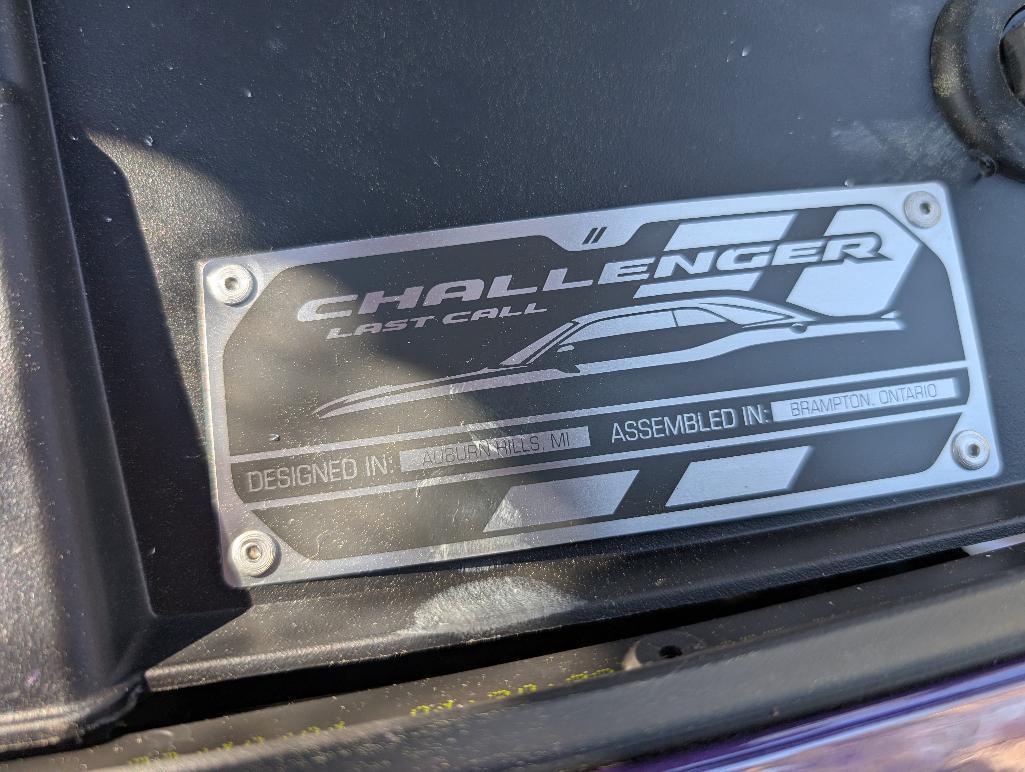 CHALLENGER
LAST CALL
DESIGNED IN: AUBURN HILLS, MI ASSEMBLED IN: BRAMPTON, ONTARIO